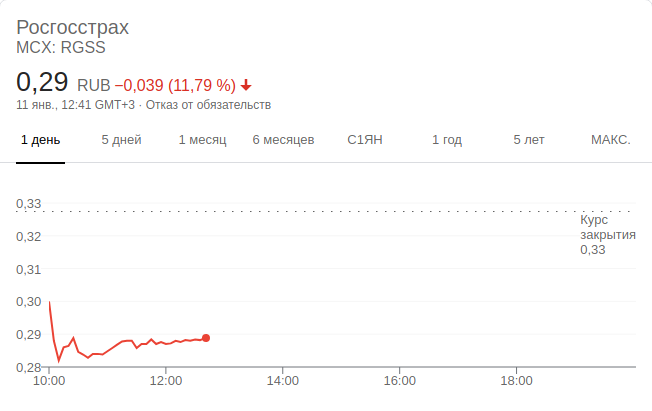 Росгосстрах
MCX: RGSS
0,29 RUB −0,039 (11,79 %)
11 янв., 12:41 GMT+3 · Отказ от обязательств
1 день 5 дней 1 месяц 6 месяцев С1ЯН 1 год 5 лет МАКС.
0,33
Курс
закрытия
0,33
0,32
0,31
0,30
0,29
0,28
10:00 12:00 14:00 16:00 18:00